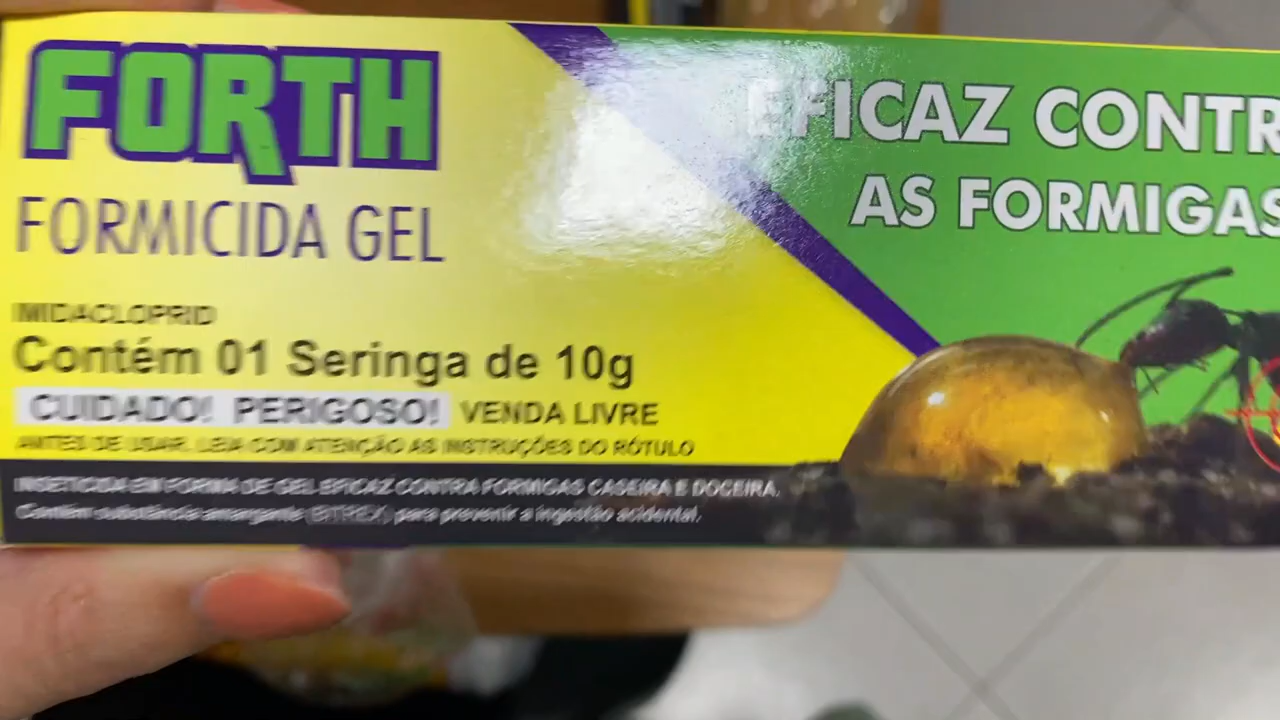 FORTH
FORMICIDA GEL
IMIDACLOPRID
Contém 01 Seringa de 10g
CUIDADO! PERIGOSO! VENDA LIVRE
ANTES DE USAR, LEIA COM ATENÇÃO AS INSTRUÇÕES DO RÓTULO
INSETICIDA EM FORMA DE GEL EFICAZ CONTRA FORMIGAS CASEIRA E DOCEIRA.
Contém substância amargante (BITREX) para prevenir a ingestão acidental.
EFICAZ CONTR
AS FORMIGAS